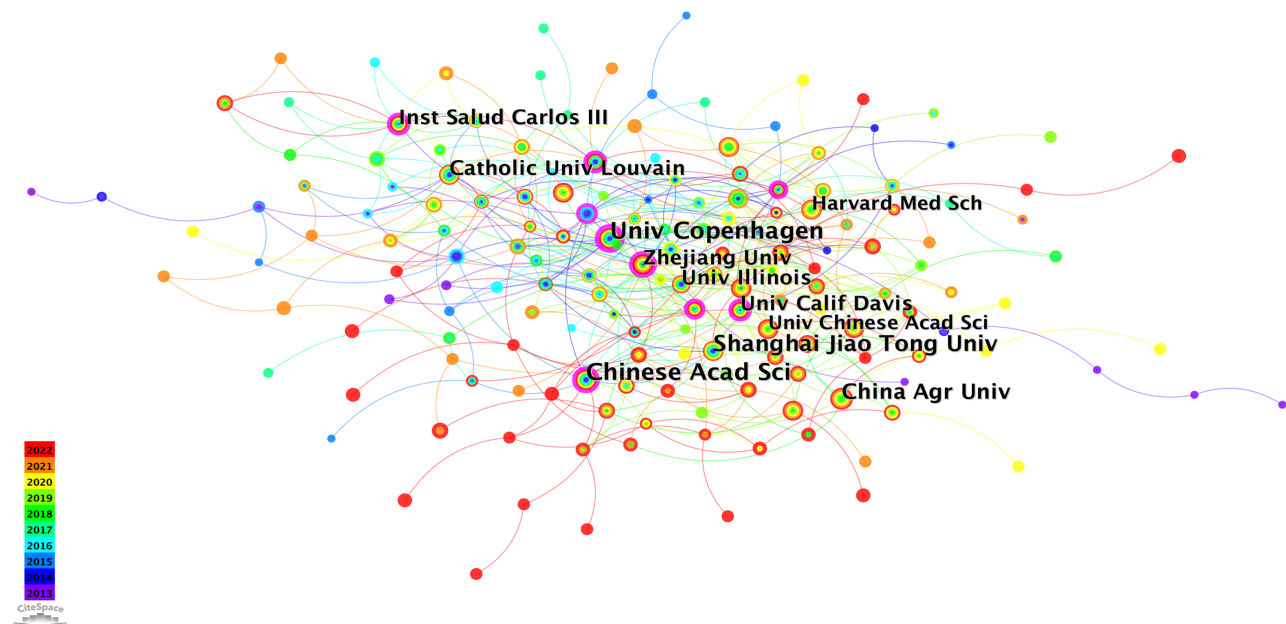 Inst Salud Carlos III
Catholic Univ Louvain
Harvard Med Sch
Univ Copenhagen
Zhejiang Univ
Univ Illinois
Univ Calif Davis
Univ Chinese Acad Sci
Shanghai Jiao Tong Univ
Chinese Acad Sci
China Agr Univ
2022
2021
2020
2019
2018
2017
2016
2015
2014
2013
CiteSpace